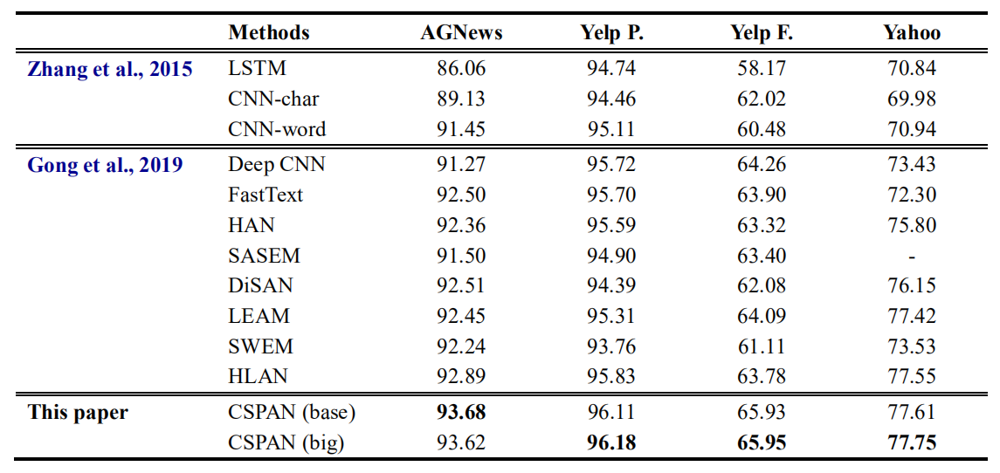 Methods AGNews Yelp P. Yelp F. Yahoo
Zhang et al., 2015 LSTM 86.06 94.74 58.17 70.84
CNN-char 89.13 94.46 62.02 69.98
CNN-word 91.45 95.11 60.48 70.94
Gong et al., 2019 Deep CNN 91.27 95.72 64.26 73.43
FastText 92.50 95.70 63.90 72.30
HAN 92.36 95.59 63.32 75.80
SASEM 91.50 94.90 63.40 -
DiSAN 92.51 94.39 62.08 76.15
LEAM 92.45 95.31 64.09 77.42
SWEM 92.24 93.76 61.11 73.53
HLAN 92.89 95.83 63.78 77.55
This paper CSPAN (base) 93.68 96.11 65.93 77.61
CSPAN (big) 93.62 96.18 65.95 77.75